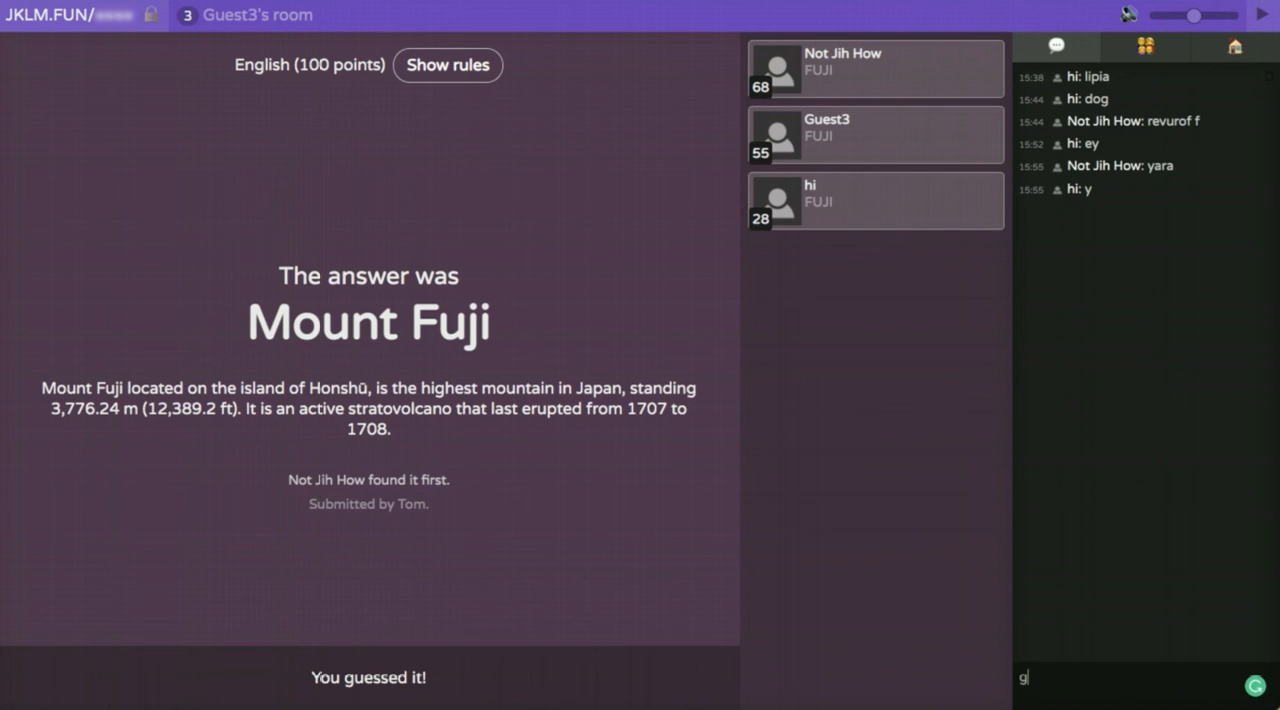 JKLM.FUN/
3 Guest3's room
English (100 points) Show rules
The answer was
Mount Fuji
Mount Fuji located on the island of Honshū, is the highest mountain in Japan, standing
3,776.24 m (12,389.2 ft). It is an active stratovolcano that last erupted from 1707 to
1708.
Not Jih How found it first.
Submitted by Tom.
You guessed it!
Not Jih How
FUJI
68
Guest3
FUJI
55
hi
FUJI
28
15:38 hi: lipia
15:44 hi: dog
15:44 Not Jih How: revurof f
15:52 hi: ey
15:55 Not Jih How: yara
15:55 hi: y
g